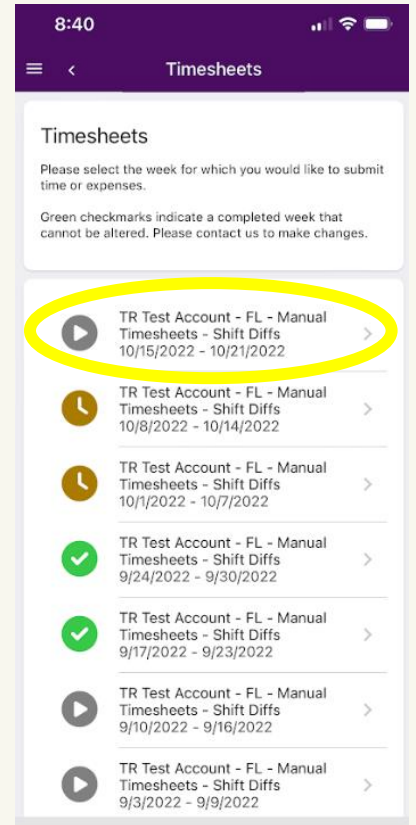 8:40
Timesheets
Timesheets
Please select the week for which you would like to submit
time or expenses.
Green checkmarks indicate a completed week that
cannot be altered. Please contact us to make changes.
TR Test Account - FL - Manual
Timesheets - Shift Diffs
10/15/2022 - 10/21/2022
TR Test Account - FL - Manual
Timesheets - Shift Diffs
10/8/2022 - 10/14/2022
TR Test Account - FL - Manual
Timesheets - Shift Diffs
10/1/2022 - 10/7/2022
TR Test Account - FL - Manual
Timesheets - Shift Diffs
9/24/2022 - 9/30/2022
TR Test Account - FL - Manual
Timesheets - Shift Diffs
9/17/2022 - 9/23/2022
TR Test Account - FL - Manual
Timesheets - Shift Diffs
9/10/2022 - 9/16/2022
TR Test Account - FL - Manual
Timesheets - Shift Diffs
9/3/2022 - 9/9/2022